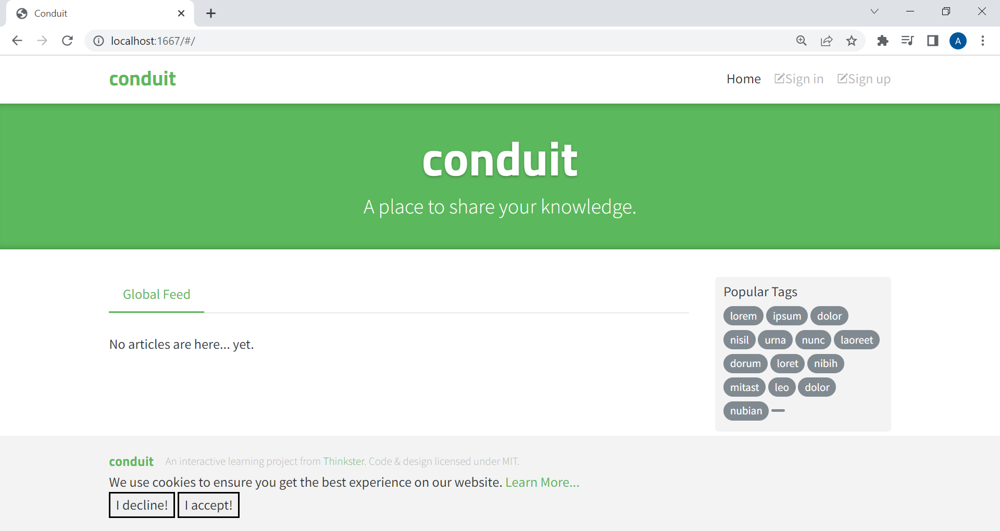 Conduit
localhost:1667/#/
A
conduit
Home Sign in Sign up
conduit
A place to share your knowledge.
Global Feed
No articles are here... yet.
Popular Tags
lorem ipsum dolor
nisil urna nunc laoreet
dorum loret nibih
mitast leo dolor
nubian
conduit An interactive learning project from Thinkster. Code & design licensed under MIT.
We use cookies to ensure you get the best experience on our website. Learn More...
I decline! I accept!